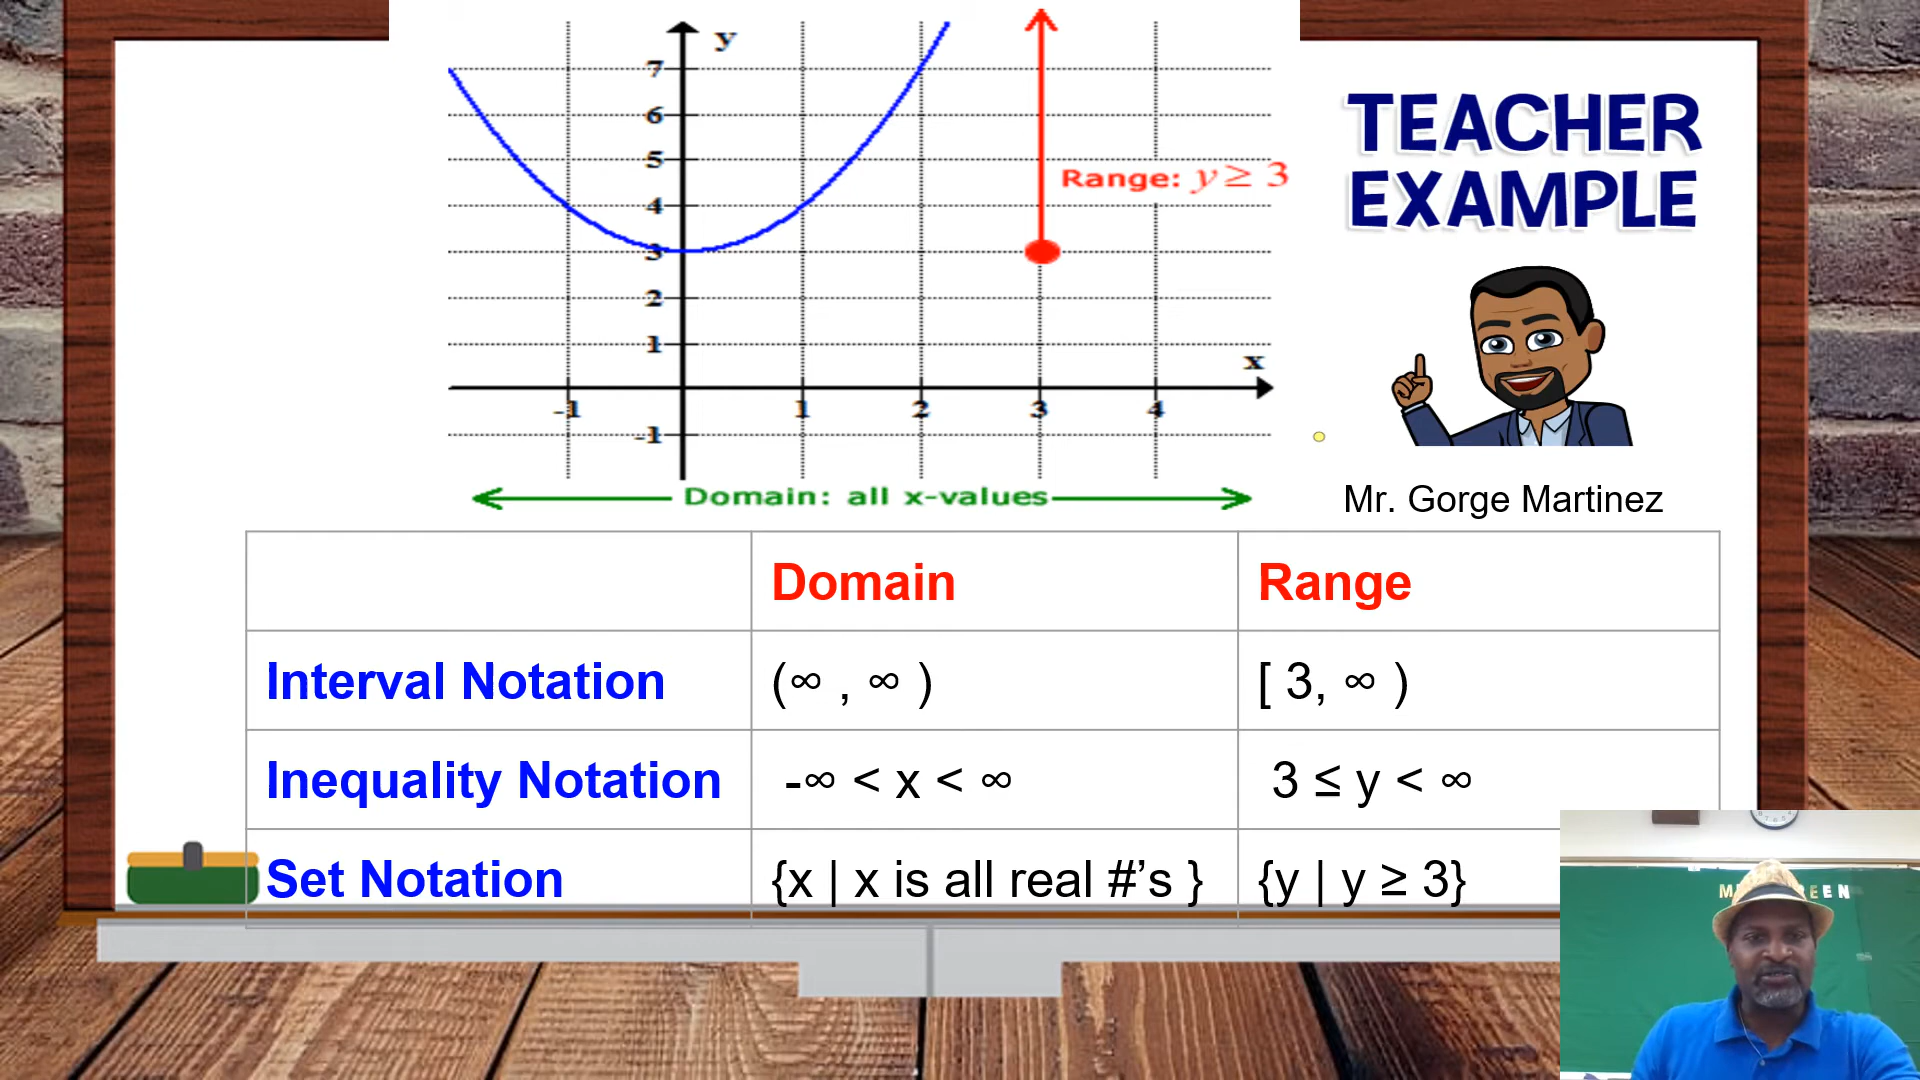 y
7
6
5
4
3
2
1
-1
x
-1
1
2
3
4
Range: y ≥ 3
Domain: all x-values
TEACHER
EXAMPLE
Mr. Gorge Martinez
Domain Range
Interval Notation (∞ , ∞ ) [ 3, ∞ )
Inequality Notation -∞ < x < ∞ 3 ≤ y < ∞
Set Notation {x | x is all real #’s } {y | y ≥ 3}